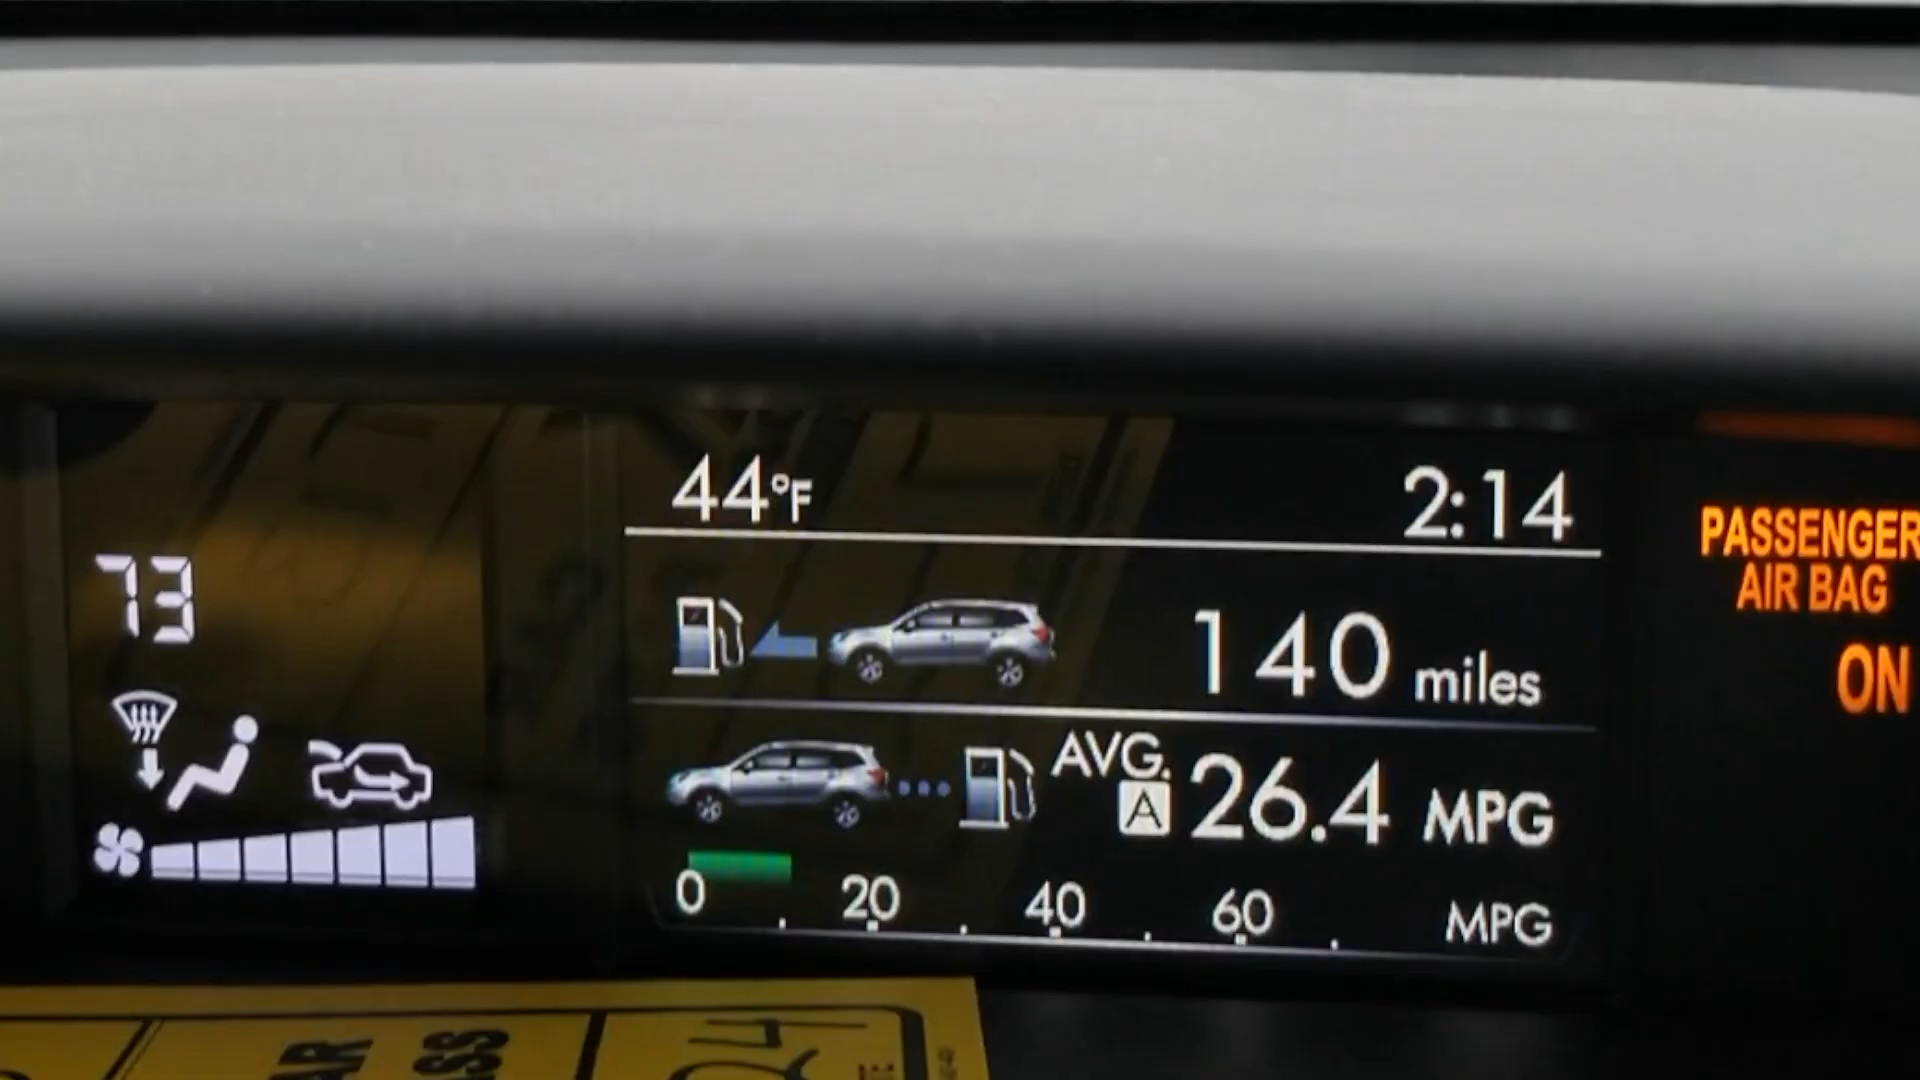 44°F 2:14
73
140 miles
AVG.
A 26.4 MPG
0 20 40 60 MPG
PASSENGER
AIR BAG
ON